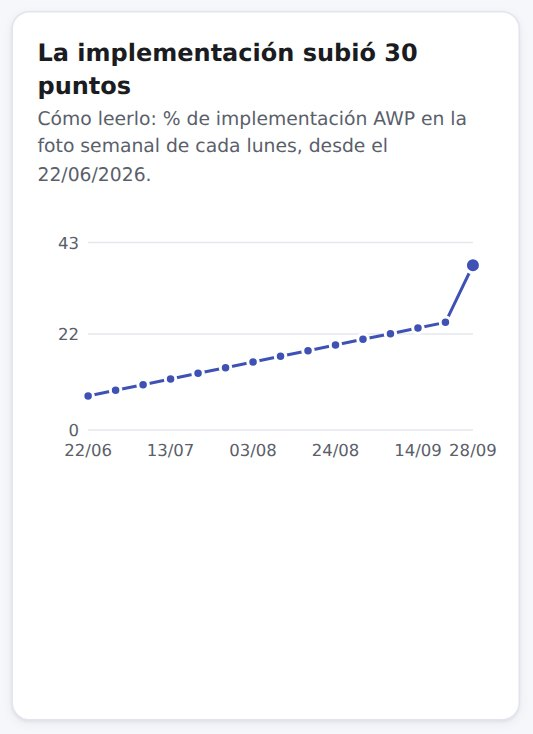 La implementación subió 30
puntos
Cómo leerlo: % de implementación AWP en la
foto semanal de cada lunes, desde el
22/06/2026.
43
22
0
22/06 13/07 03/08 24/08 14/09 28/09